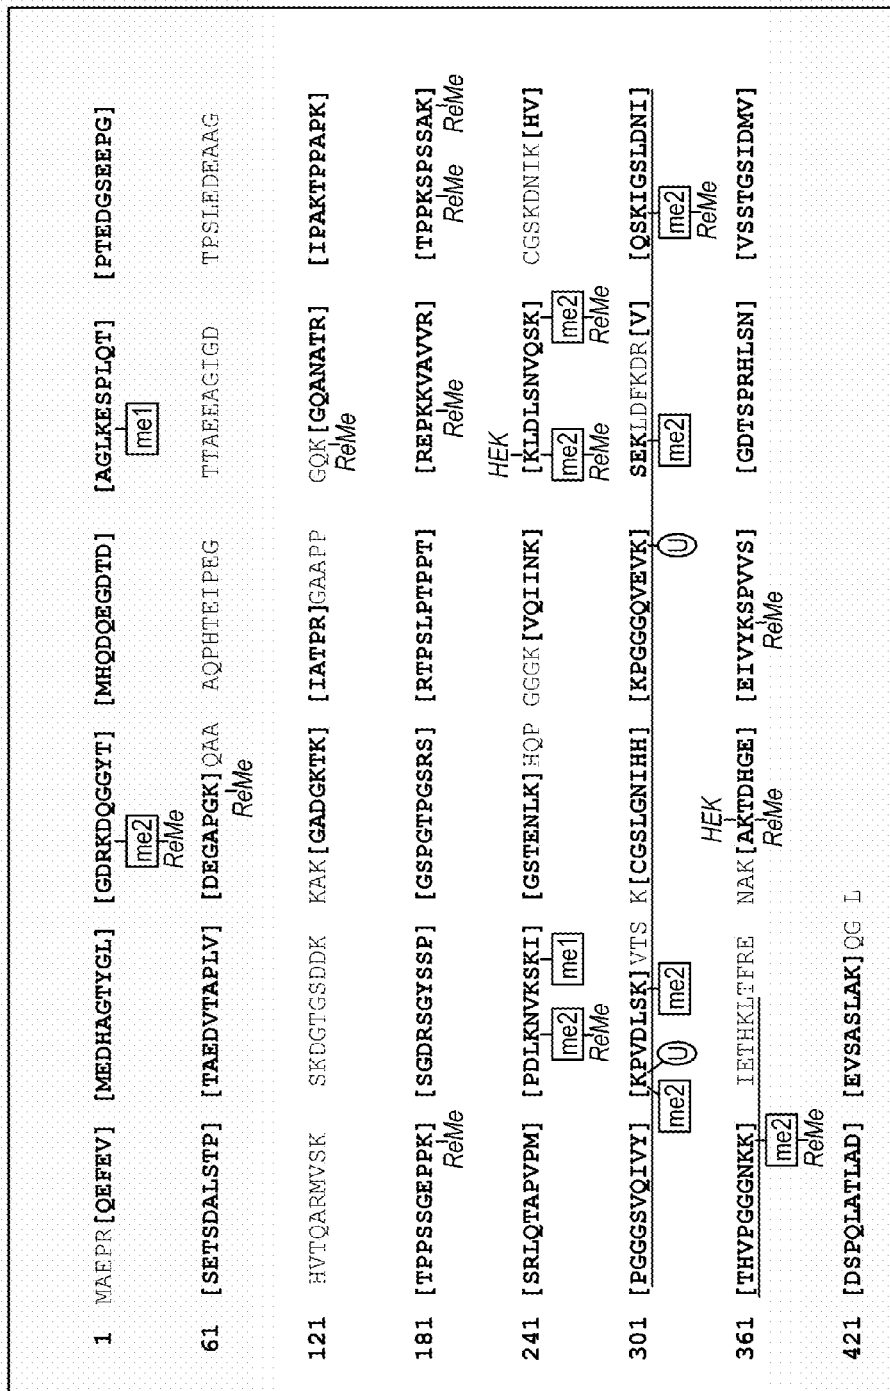 1 MAEPR[QEFEV) [MEDHAGTYGL) [GDRKDQGGYT) [MHQDQEGDTD] [AGLKESPLQT) [PTEDGSEEPG]
me2 me1
ReMe
61 [SETSDALSTP] [TAEDVTAPLV] [DEGAPGK]QAA AQPHTEIPEG TTAEEAGIGD TPSLEDEAAG
ReMe
121 HVTQARMVSK SKDGTGSDDK KAK[GADGKTK] [IATPR]GAAPP GQK[GQANATR] [IPAKTPPAPK]
ReMe
181 [TPPSSGEPPK] [SGDRSGYSSP] [GSPGTPGSRS] [RTPSLPTPPT] [REPKKVAVVR] [TPPKSPSSAK]
ReMe ReMe ReMe ReMe
HEK
241 [SRLQTAPVPM] [PDLKNVKSKI] [GSTENLK]HQP GGGK[VQIINK] [KLDLSNVQSK] CGSKDNIK[HV]
me2 me1 me2 me2
ReMe ReMe ReMe
301 [PGGGSVQIVY] [KPVDLSK]VTS K[CGSLGNIHH] [KPGGGQVEVK] SEKLDFKDR[V] [QSKIGSLDNI]
me2 U me2 U me2 me2
ReMe
HEK
361 [THVPGGGNKK] IETHKLTFRE NAK[AKTDHGE] [EIVYKSPVVS] [GDTSPRHLSN] [VSSTGSIDMV]
me2 ReMe ReMe
ReMe
421 [DSPQLATLAD] [EVSASLAK]QG L